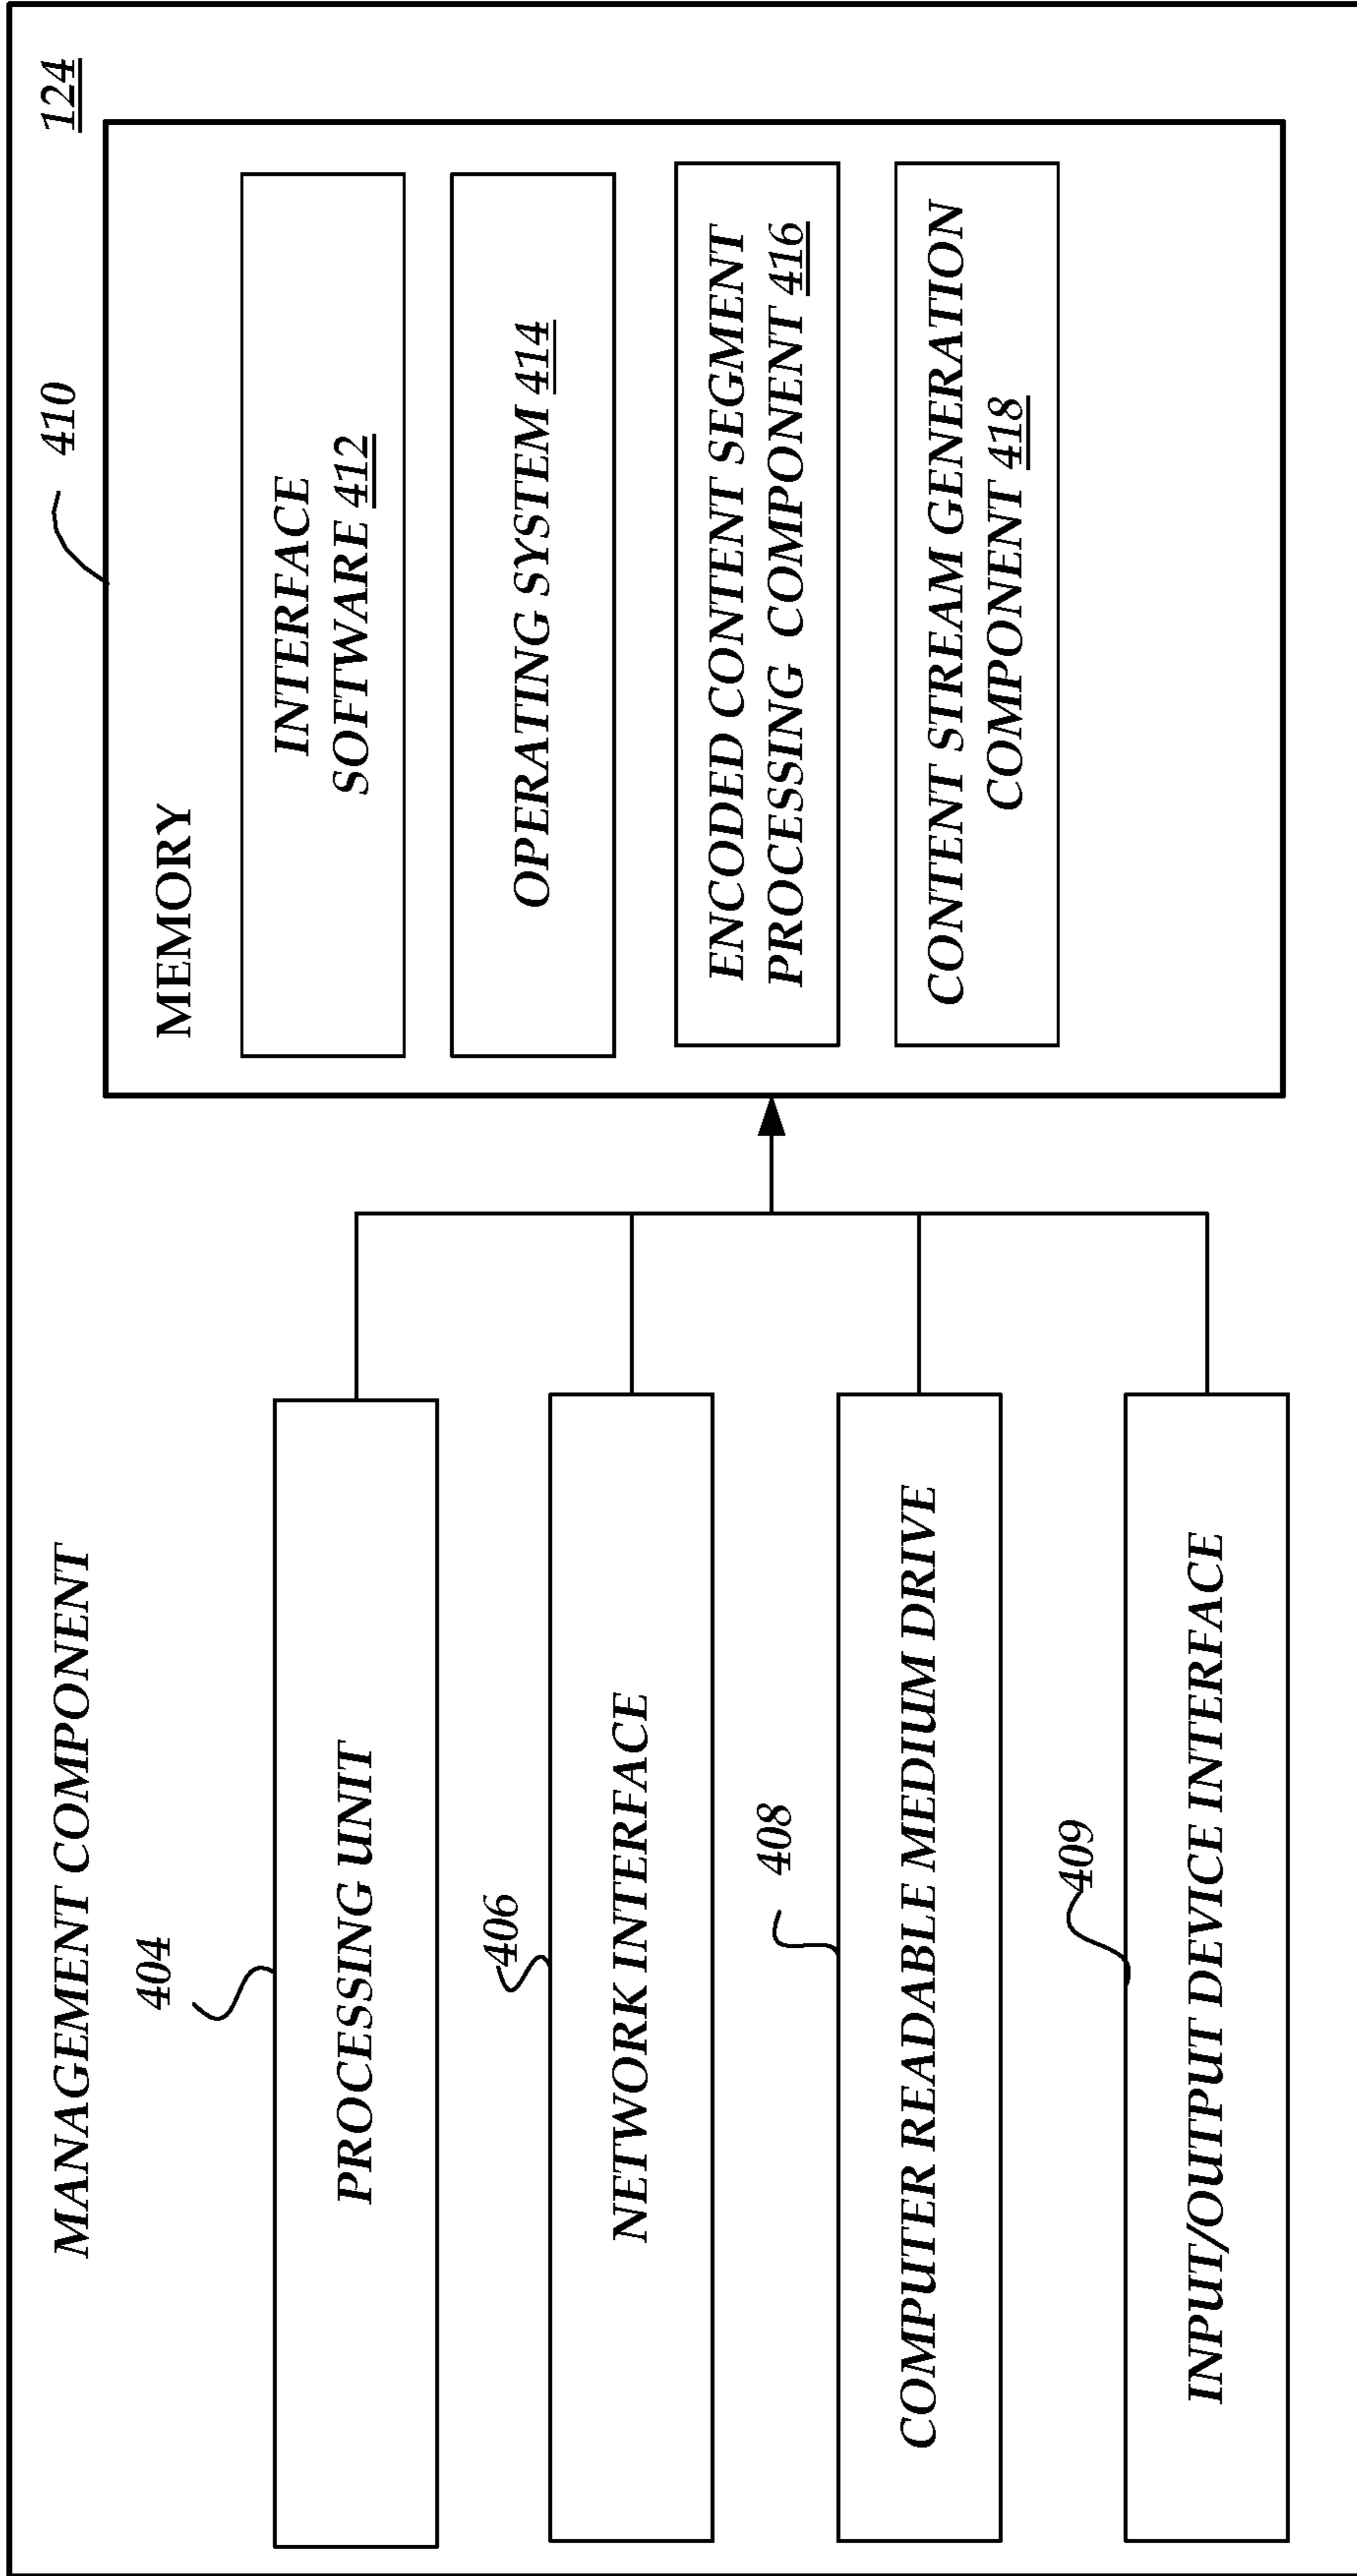 MANAGEMENT COMPONENT
124
404
PROCESSING UNIT
406
NETWORK INTERFACE
408
COMPUTER READABLE MEDIUM DRIVE
409
INPUT/OUTPUT DEVICE INTERFACE
410
MEMORY
INTERFACE
SOFTWARE 412
OPERATING SYSTEM 414
ENCODED CONTENT SEGMENT
PROCESSING COMPONENT 416
CONTENT STREAM GENERATION
COMPONENT 418